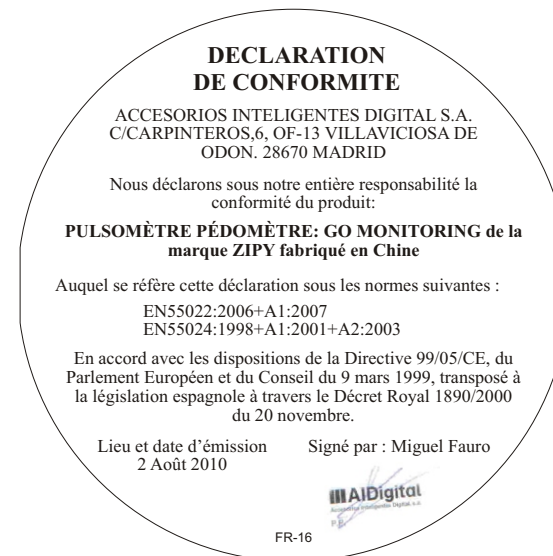 DECLARATION
DE CONFORMITE
ACCESORIOS INTELIGENTES DIGITAL S.A.
C/CARPINTEROS,6, OF-13 VILLAVICIOSA DE
ODON. 28670 MADRID
Nous déclarons sous notre entière responsabilité la
conformité du produit:
PULSOMÈTRE PÉDOMÈTRE: GO MONITORING de la
marque ZIPY fabriqué en Chine
Auquel se réfère cette déclaration sous les normes suivantes :
EN55022:2006+A1:2007
EN55024:1998+A1:2001+A2:2003
En accord avec les dispositions de la Directive 99/05/CE, du
Parlement Européen et du Conseil du 9 mars 1999, transposé à
la législation espagnole à travers le Décret Royal 1890/2000
du 20 novembre.
Lieu et date d’émission
2 Août 2010
Signé par : Miguel Fauro
AIDigital
Accesorios Inteligentes Digital, s.a.
FR-16